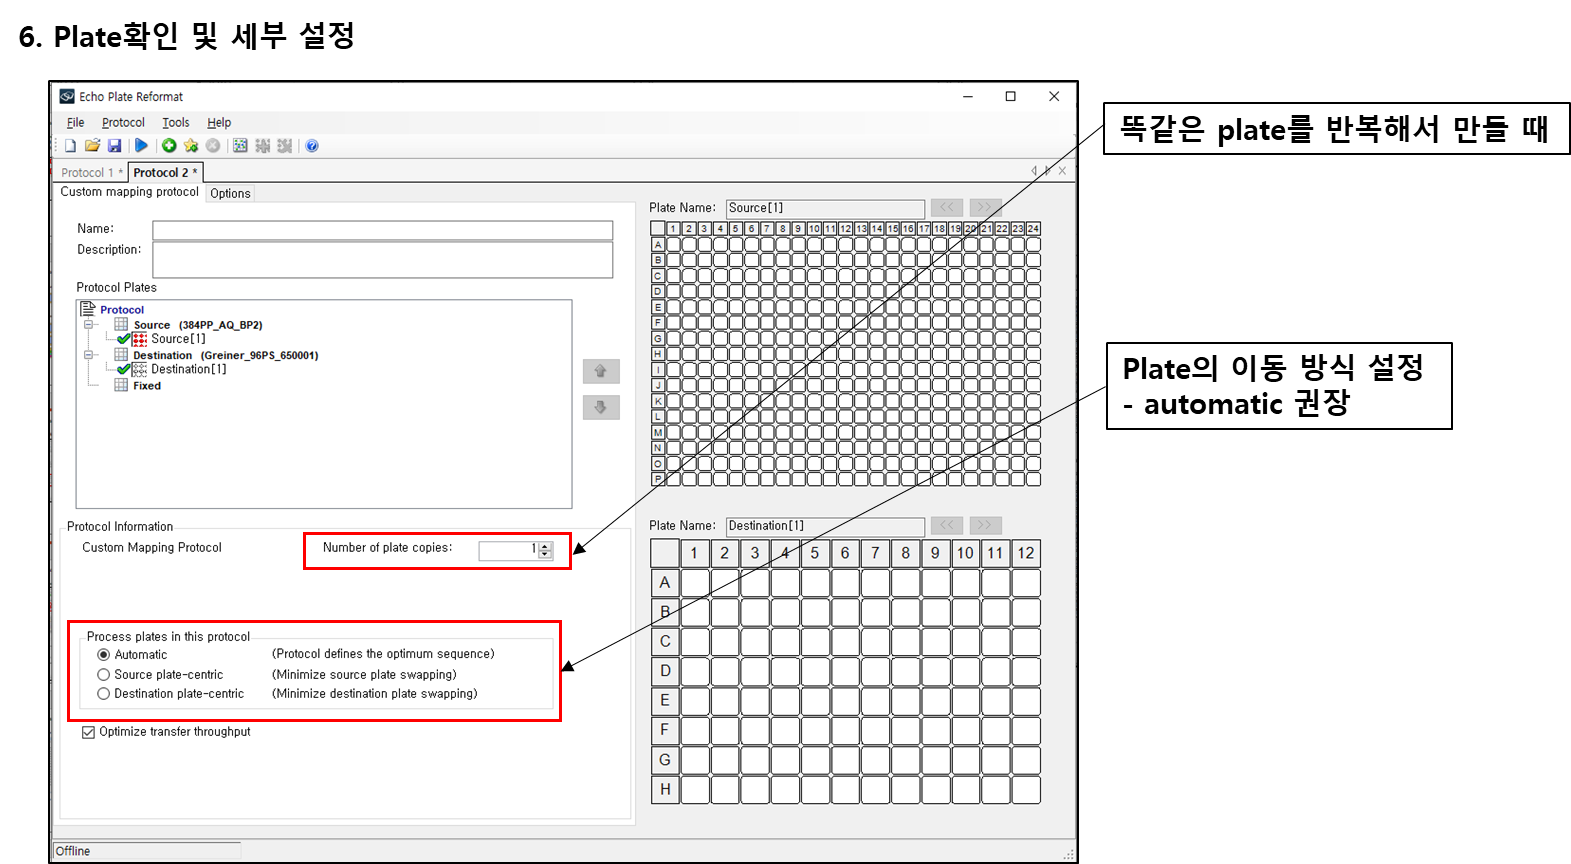 6. Plate확인 및 세부 설정
Echo Plate Reformat
File Protocol Tools Help
Protocol 1 * Protocol 2 *
Custom mapping protocol Options
Name:
Description:
Protocol Plates
Protocol
Source (384PP_AQ_BP2)
Source[1]
Destination (Greiner_96PS_650001)
Destination[1]
Fixed
Protocol Information
Custom Mapping Protocol Number of plate copies: 1
Process plates in this protocol
Automatic (Protocol defines the optimum sequence)
Source plate-centric (Minimize source plate swapping)
Destination plate-centric (Minimize destination plate swapping)
Optimize transfer throughput
Offline
Plate Name: Source[1] << >>
1 2 3 4 5 6 7 8 9 10 11 12 13 14 15 16 17 18 19 20 21 22 23 24
A
B
C
D
E
F
G
H
I
J
K
L
M
N
O
P
Plate Name: Destination[1] << >>
1 2 3 4 5 6 7 8 9 10 11 12
A
B
C
D
E
F
G
H
똑같은 plate를 반복해서 만들 때
Plate의 이동 방식 설정
- automatic 권장